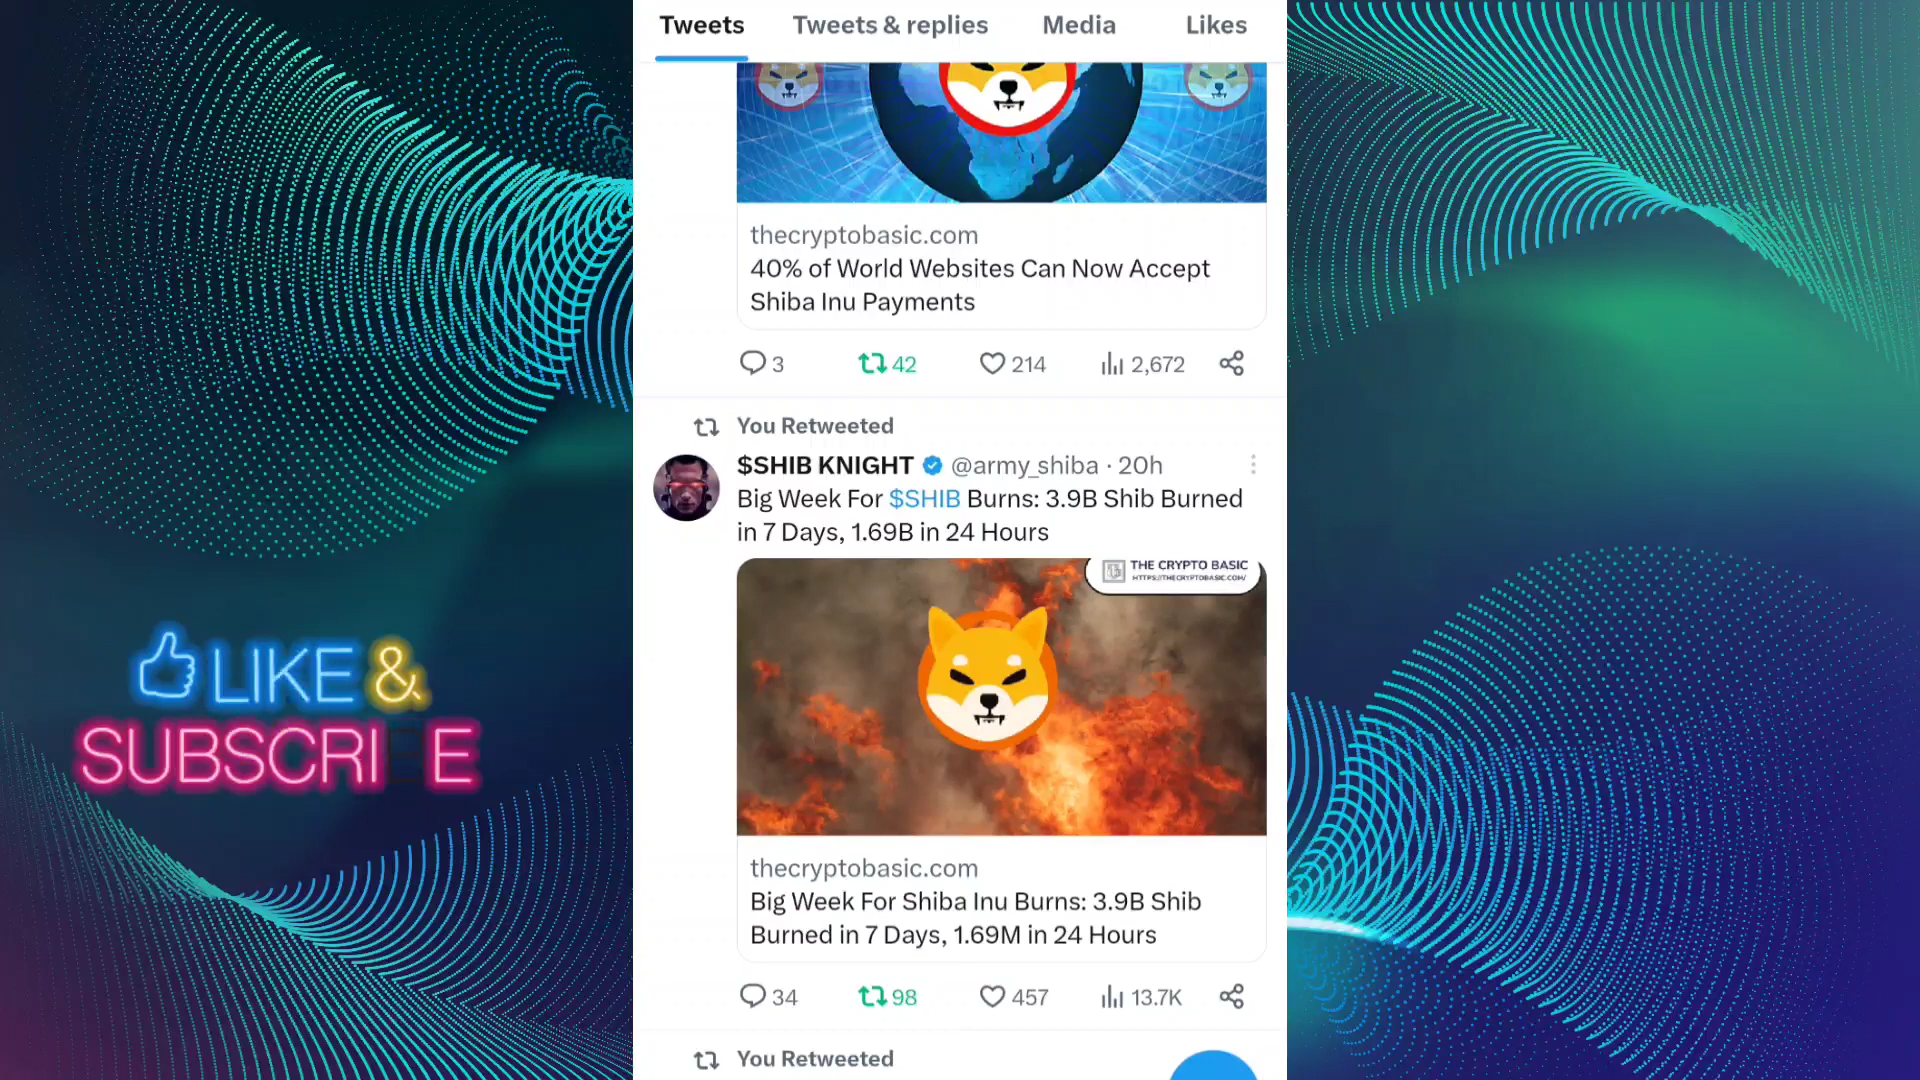 Tweets Tweets & replies Media Likes
thecryptobasic.com
40% of World Websites Can Now Accept
Shiba Inu Payments
3 42 214 2,672
You Retweeted
$SHIB KNIGHT @army_shiba · 20h
Big Week For $SHIB Burns: 3.9B Shib Burned
in 7 Days, 1.69B in 24 Hours
THE CRYPTO BASIC
HTTPS://THECRYPTOBASIC.COM/
thecryptobasic.com
Big Week For Shiba Inu Burns: 3.9B Shib
Burned in 7 Days, 1.69M in 24 Hours
34 98 457 13.7K
You Retweeted
LIKE &
SUBSCRIBE